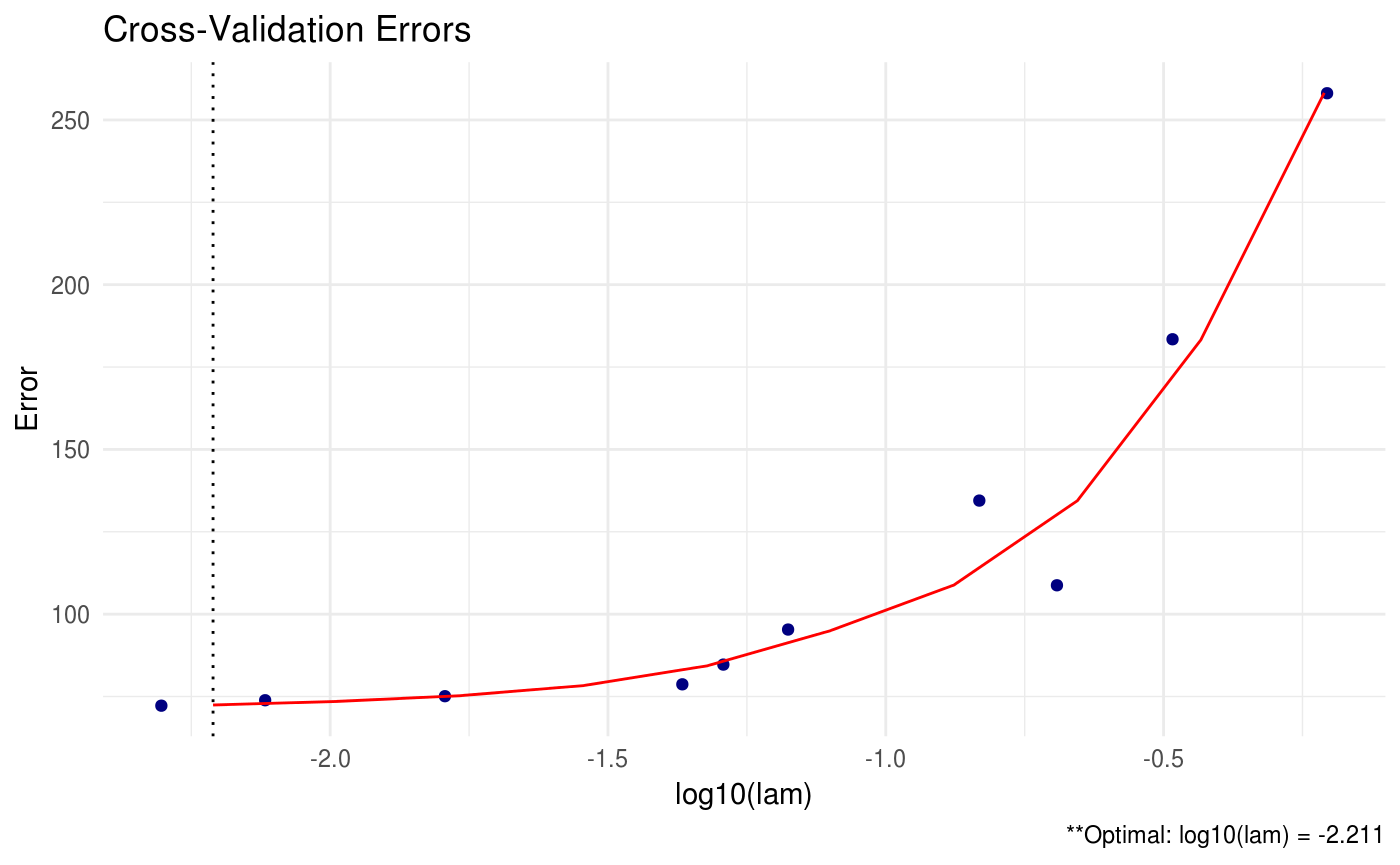 Cross-Validation Errors
250
200
150
100
Error
-2.0
-1.5
-1.0
-0.5
log10(lam)
**Optimal: log10(lam) = -2.211